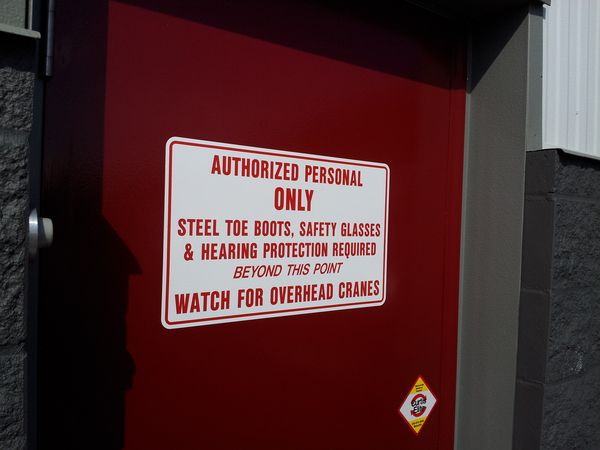 AUTHORIZED PERSONAL
ONLY
STEEL TOE BOOTS, SAFETY GLASSES
& HEARING PROTECTION REQUIRED
BEYOND THIS POINT
WATCH FOR OVERHEAD CRANES